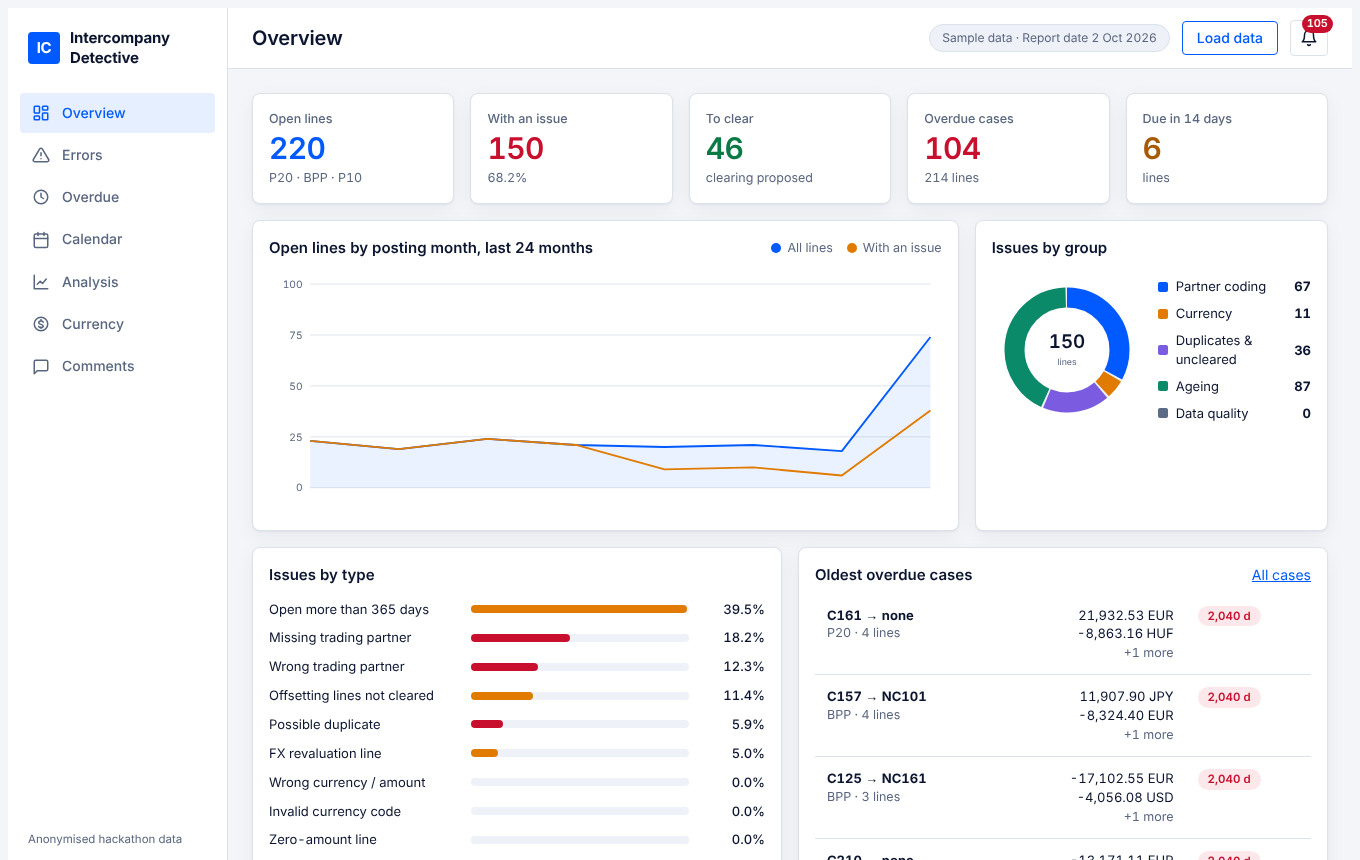 IC
Intercompany
Detective
Overview
Errors
Overdue
Calendar
Analysis
Currency
Comments
Anonymised hackathon data
Overview
Sample data · Report date 2 Oct 2026
Load data
105
Open lines
220
P20 · BPP · P10
With an issue
150
68.2%
To clear
46
clearing proposed
Overdue cases
104
214 lines
Due in 14 days
6
lines
Open lines by posting month, last 24 months
All lines
With an issue
100
75
50
25
0
Issues by group
150
lines
Partner coding 67
Currency 11
Duplicates &
uncleared 36
Ageing 87
Data quality 0
Issues by type
Open more than 365 days 39.5%
Missing trading partner 18.2%
Wrong trading partner 12.3%
Offsetting lines not cleared 11.4%
Possible duplicate 5.9%
FX revaluation line 5.0%
Wrong currency / amount 0.0%
Invalid currency code 0.0%
Zero-amount line 0.0%
Oldest overdue cases
All cases
C161 → none 21,932.53 EUR 2,040 d
P20 · 4 lines -8,863.16 HUF
+1 more
C157 → NC101 11,907.90 JPY 2,040 d
BPP · 4 lines -8,324.40 EUR
+1 more
C125 → NC161 -17,102.55 EUR 2,040 d
BPP · 3 lines -4,056.08 USD
+1 more
C210 → none -13,171.11 EUR 2,040 d